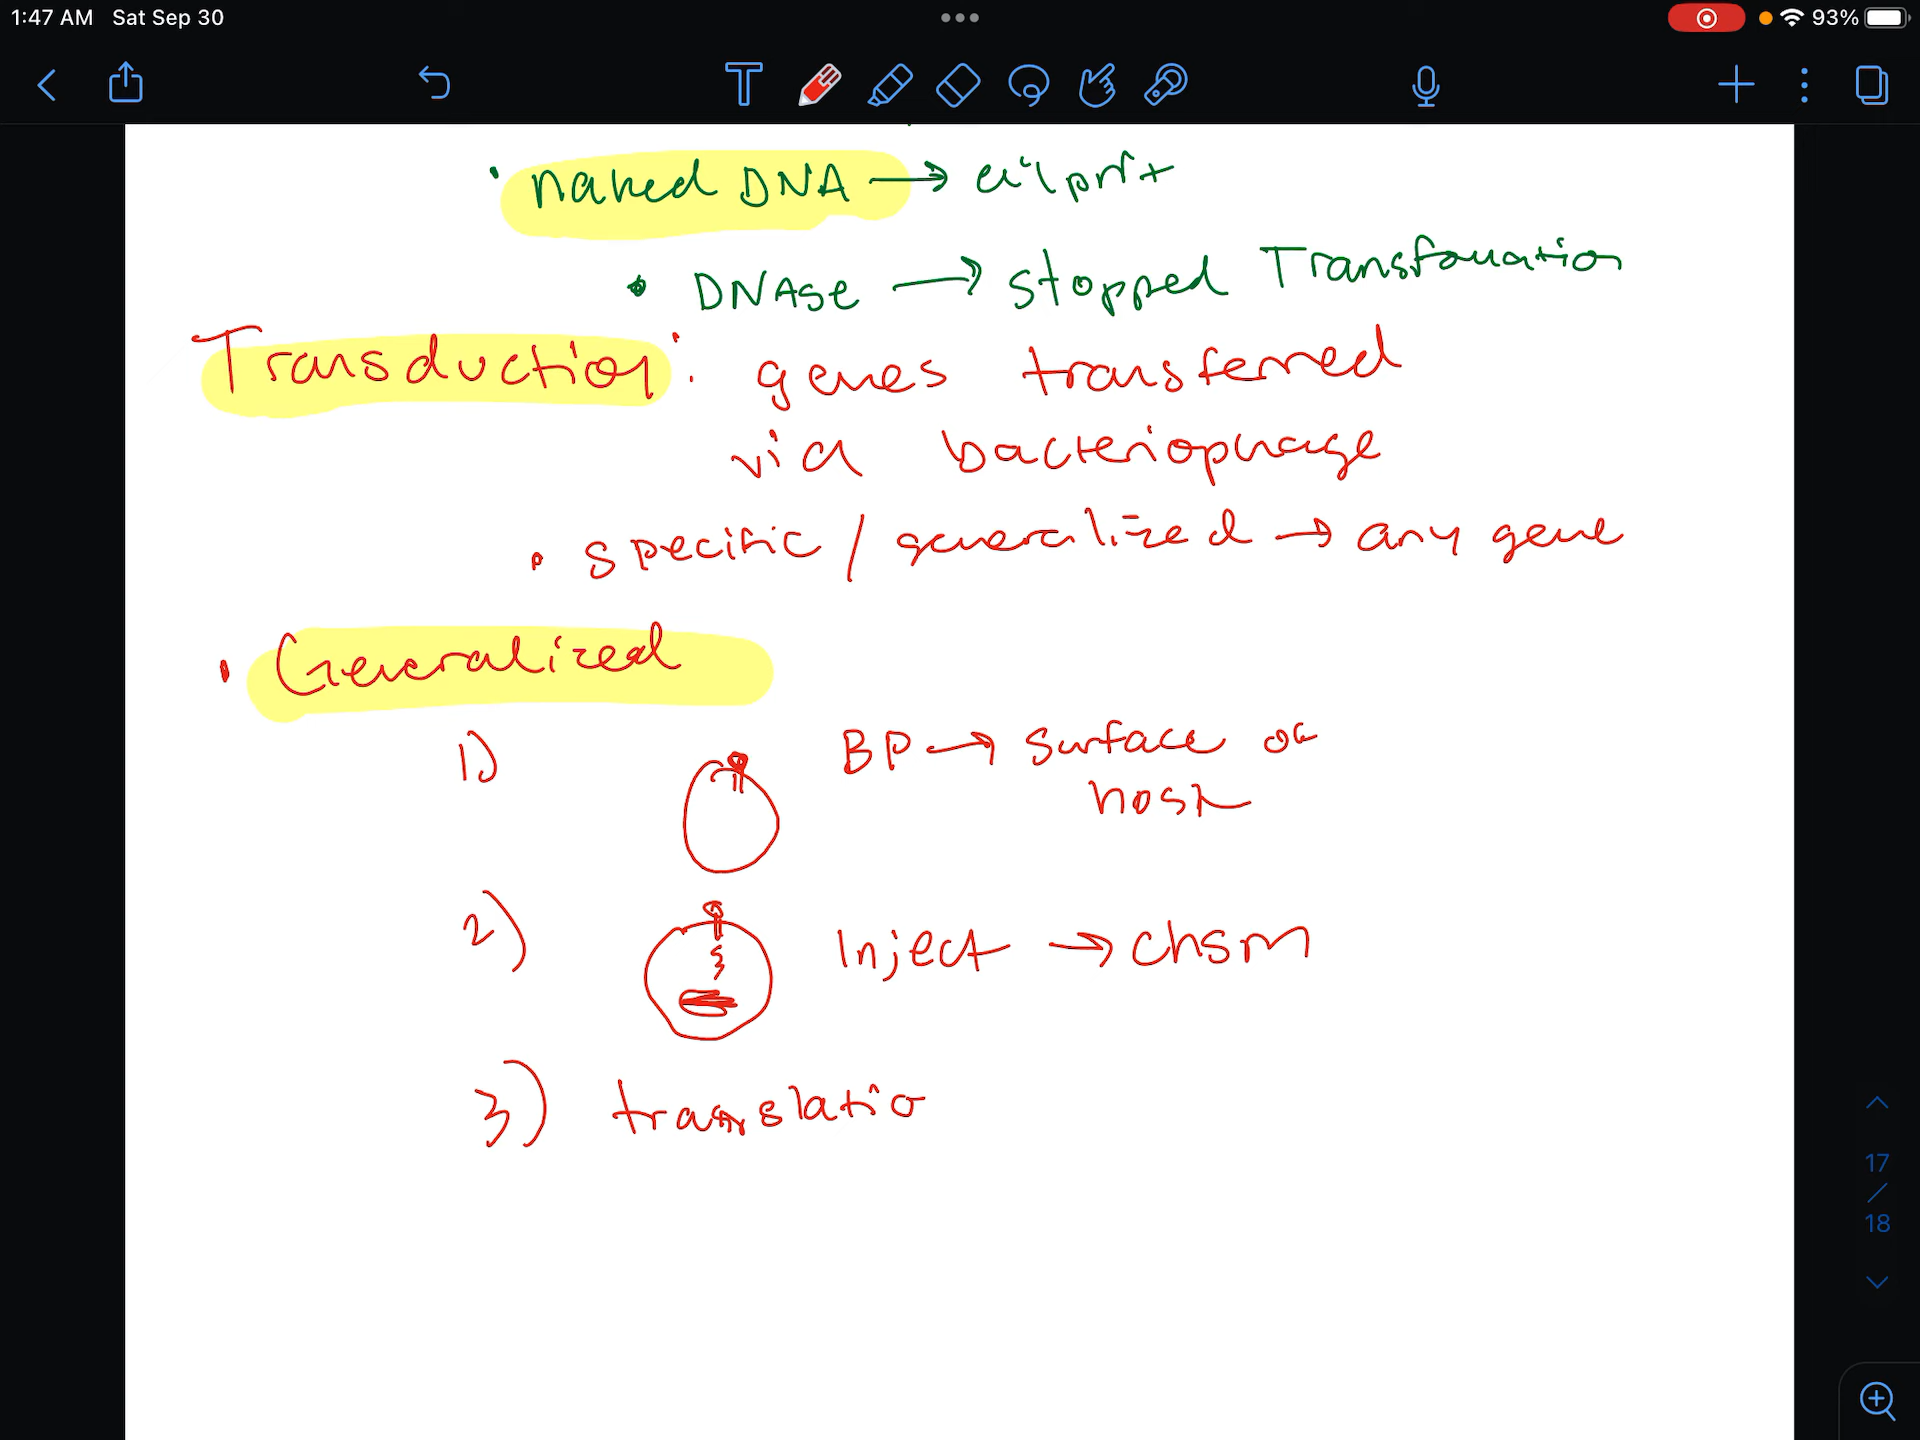 1:47 AM Sat Sep 30
93%
• naked DNA →
• DNAse → stopped Transformation
Transduction: genes transferred
via bacteriophage
• specific / generalized → any gene
• Generalized
1) BP → surface of
host
2) Inject → chsm
3) translatio
17
/
18